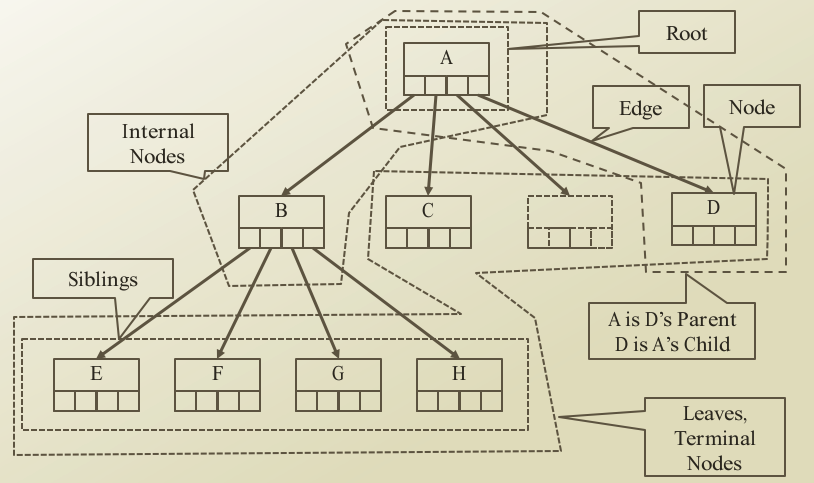 A
Root
Edge
Node
Internal
Nodes
B
C
D
Siblings
A is D’s Parent
D is A’s Child
E
F
G
H
Leaves,
Terminal
Nodes